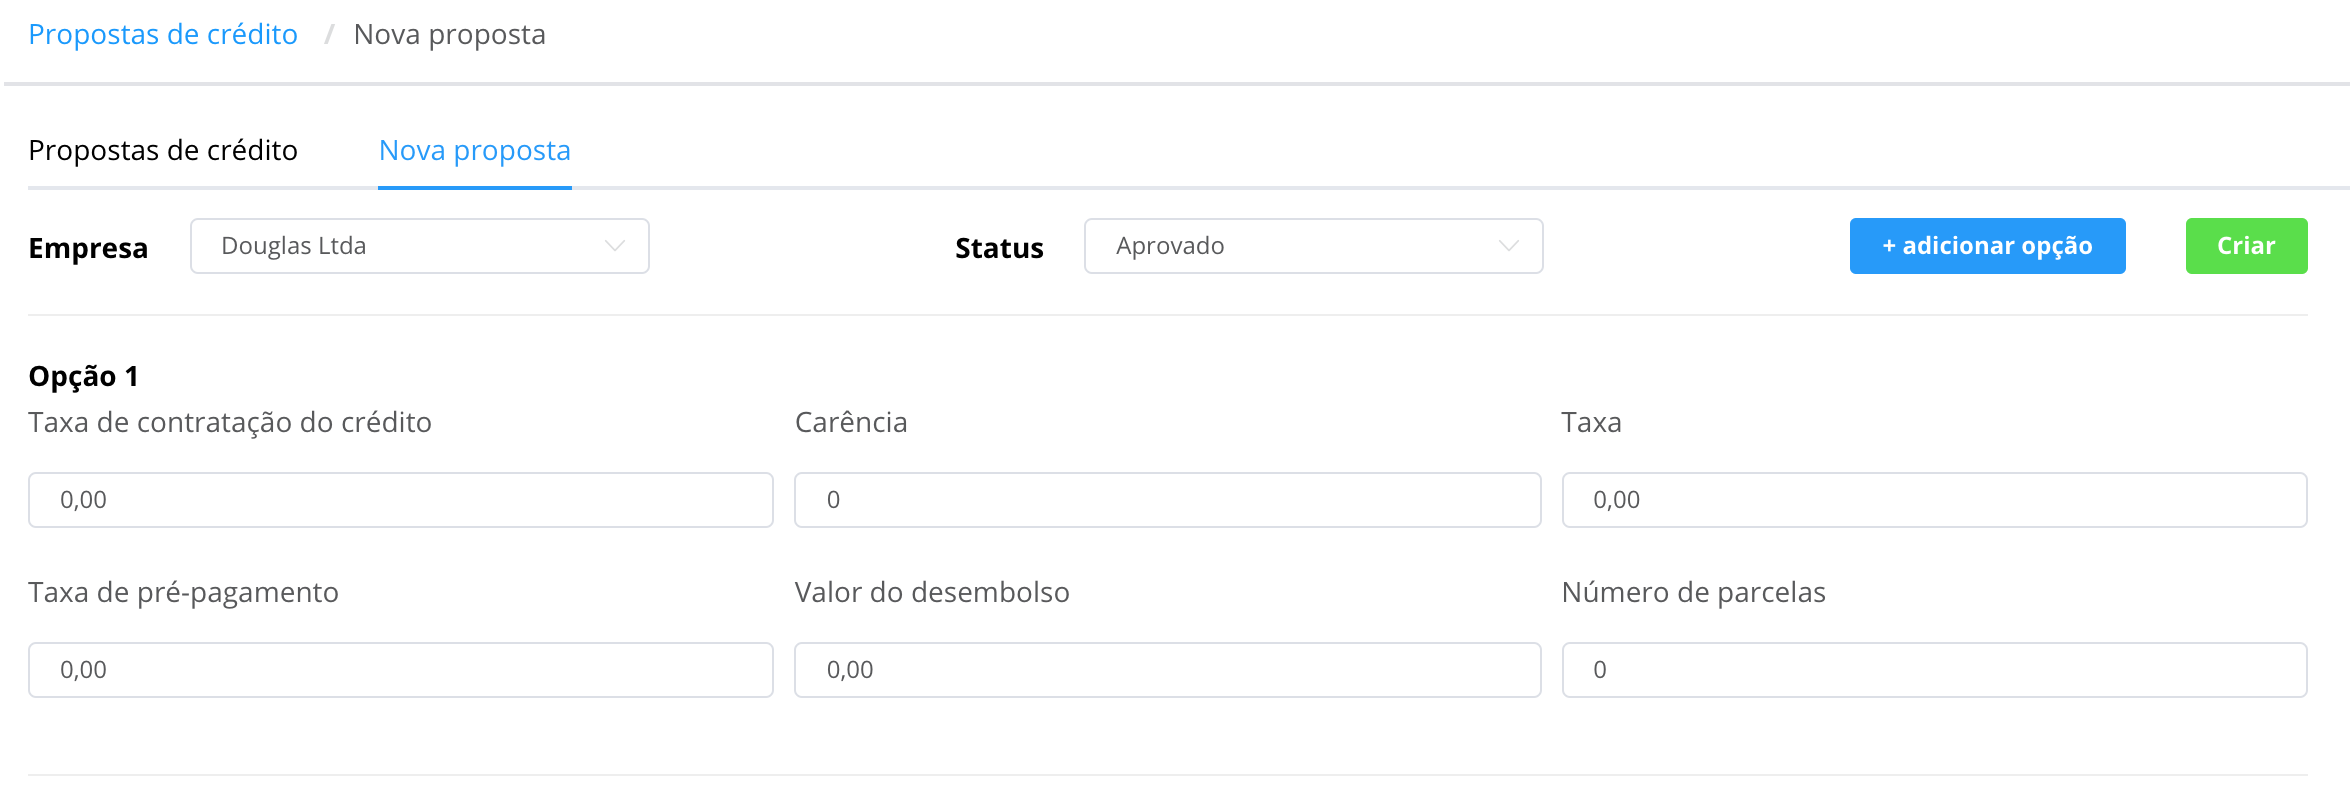 Propostas de crédito / Nova proposta
Propostas de crédito Nova proposta
Empresa Douglas Ltda Status Aprovado + adicionar opção Criar
Opção 1
Taxa de contratação do crédito Carência Taxa
0,00 0 0,00
Taxa de pré-pagamento Valor do desembolso Número de parcelas
0,00 0,00 0